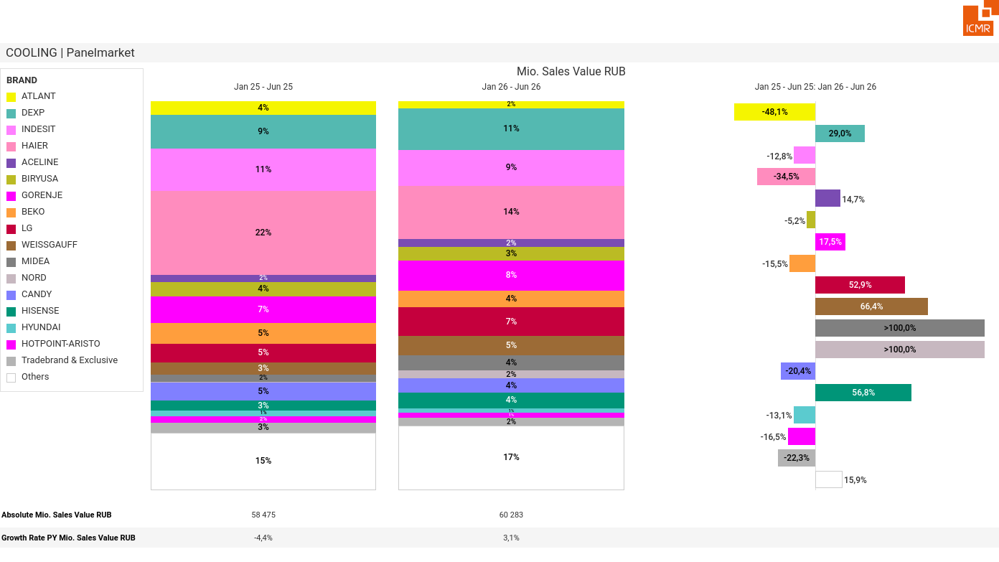 ICMR
COOLING | Panelmarket
Mio. Sales Value RUB
BRAND
ATLANT
DEXP
INDESIT
HAIER
ACELINE
BIRYUSA
GORENJE
BEKO
LG
WEISSGAUFF
MIDEA
NORD
CANDY
HISENSE
HYUNDAI
HOTPOINT-ARISTO
Tradebrand & Exclusive
Others
Jan 25 - Jun 25
4%
9%
11%
22%
2%
4%
7%
5%
5%
3%
2%
5%
3%
1%
2%
3%
15%
Jan 26 - Jun 26
2%
11%
9%
14%
2%
3%
8%
4%
7%
5%
4%
2%
4%
4%
1%
1%
2%
17%
Jan 25 - Jun 25: Jan 26 - Jun 26
-48,1%
29,0%
-12,8%
-34,5%
14,7%
-5,2%
17,5%
-15,5%
52,9%
66,4%
>100,0%
>100,0%
-20,4%
56,8%
-13,1%
-16,5%
-22,3%
15,9%
Absolute Mio. Sales Value RUB 58 475 60 283
Growth Rate PY Mio. Sales Value RUB -4,4% 3,1%